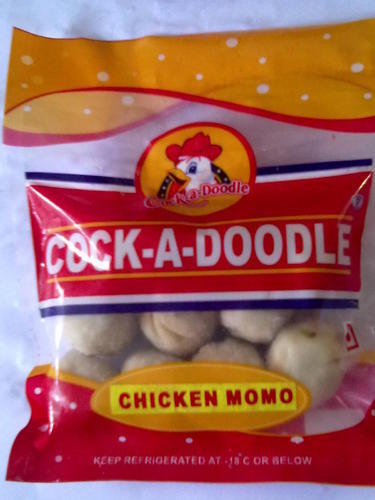 Cock-a-Doodle
COCK-A-DOODLE
CHICKEN MOMO
KEEP REFRIGERATED AT -18°C OR BELOW